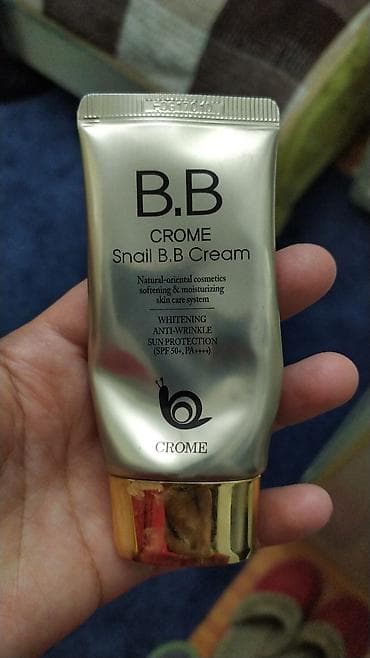 B.B
CROME
Snail B.B Cream
Natural-oriental cosmetics
softening & moisturizing
skin care system
WHITENING
ANTI-WRINKLE
SUN PROTECTION
(SPF 50+, PA++++)
CROME